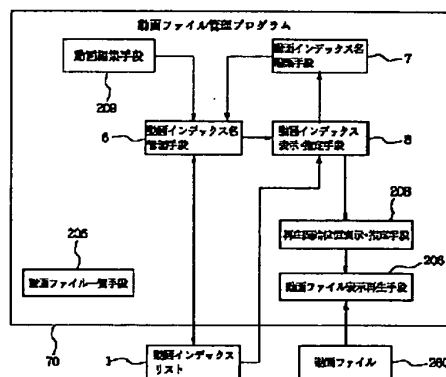 動画ファイル管理プログラム
動画編集手段
209
動画インデックス名
編集手段
7
6
動画インデックス名
管理手段
動画インデックス
表示・指定手段
8
208
再生開始位置表示・指定手段
205
動画ファイル一覧手段
206
動画ファイル表示再生手段
70
1
動画インデックス
リスト
動画ファイル
260